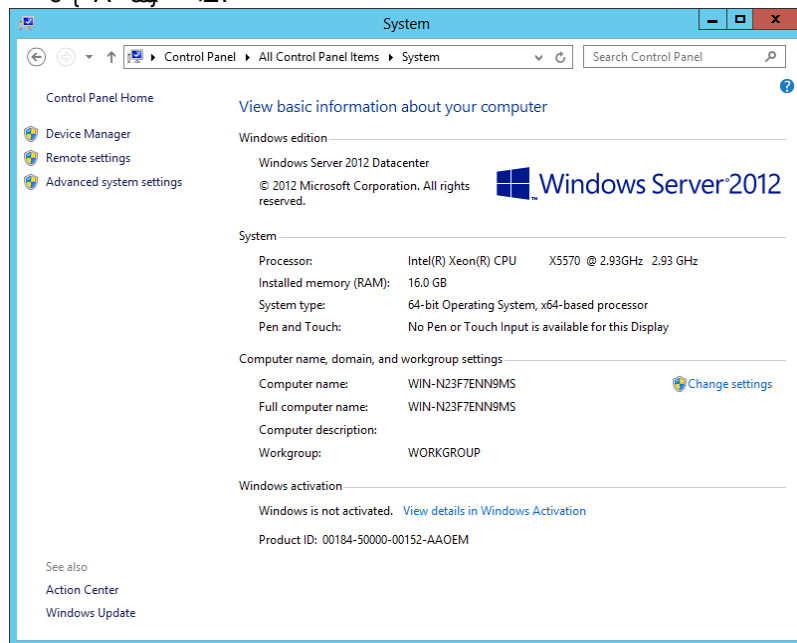 System
Control Panel ▸ All Control Panel Items ▸ System
Search Control Panel
Control Panel Home
Device Manager
Remote settings
Advanced system settings
View basic information about your computer
Windows edition
Windows Server 2012 Datacenter
© 2012 Microsoft Corporation. All rights
reserved.
Windows Server 2012
System
Processor: Intel(R) Xeon(R) CPU X5570 @ 2.93GHz 2.93 GHz
Installed memory (RAM): 16.0 GB
System type: 64-bit Operating System, x64-based processor
Pen and Touch: No Pen or Touch Input is available for this Display
Computer name, domain, and workgroup settings
Computer name: WIN-N23F7ENN9MS
Change settings
Full computer name: WIN-N23F7ENN9MS
Computer description:
Workgroup: WORKGROUP
Windows activation
Windows is not activated. View details in Windows Activation
Product ID: 00184-50000-00152-AAOEM
See also
Action Center
Windows Update